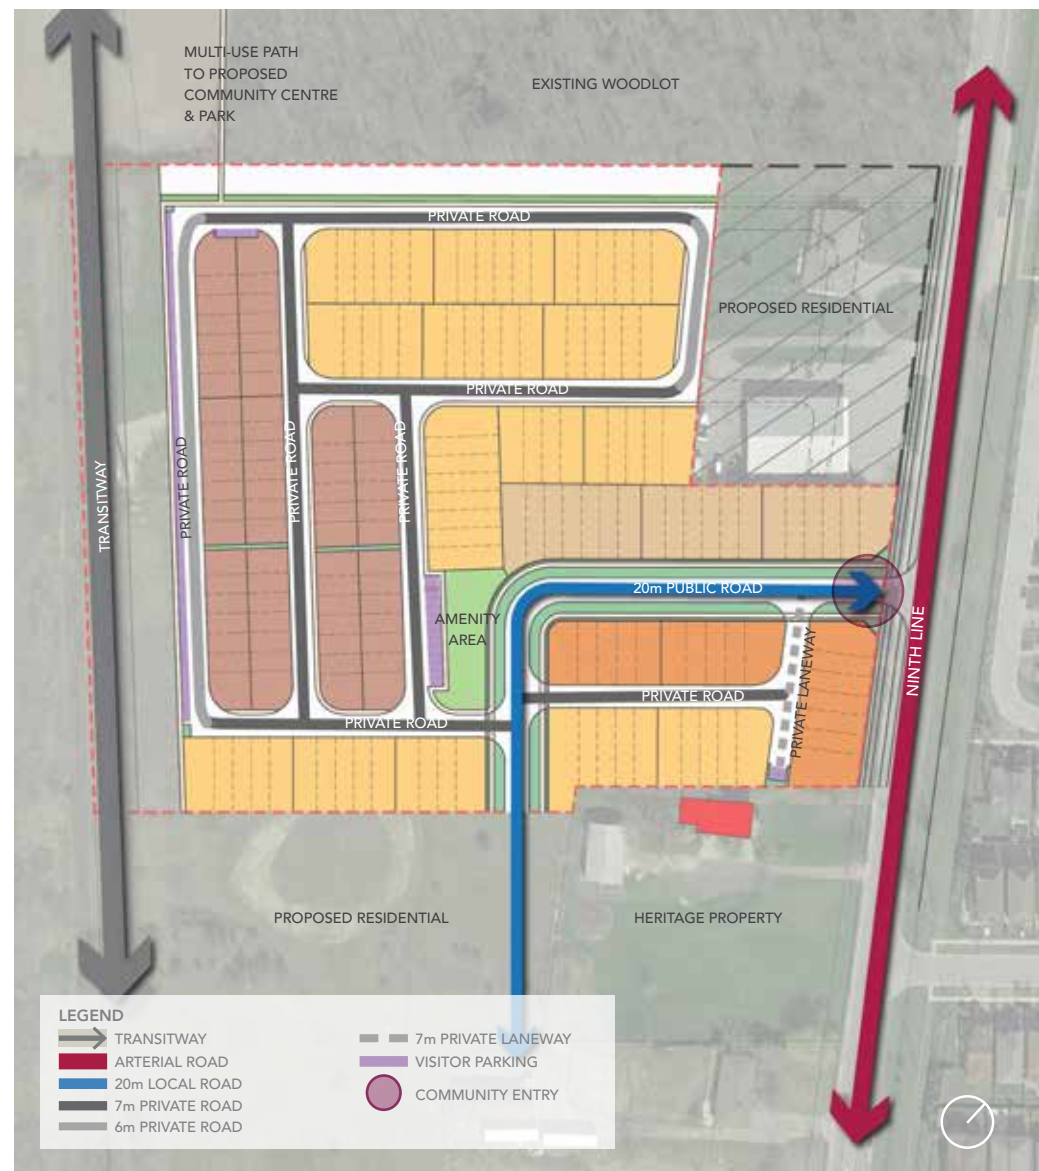 MULTI-USE PATH
TO PROPOSED
COMMUNITY CENTRE
& PARK
EXISTING WOODLOT
PRIVATE ROAD
PROPOSED RESIDENTIAL
PRIVATE ROAD
PRIVATE ROAD
PRIVATE ROAD
PRIVATE ROAD
TRANSITWAY
20m PUBLIC ROAD
AMENITY
AREA
NINTH LINE
PRIVATE LANEWAY
PRIVATE ROAD
PRIVATE ROAD
PROPOSED RESIDENTIAL
HERITAGE PROPERTY
LEGEND
TRANSITWAY
ARTERIAL ROAD
20m LOCAL ROAD
7m PRIVATE ROAD
6m PRIVATE ROAD
7m PRIVATE LANEWAY
VISITOR PARKING
COMMUNITY ENTRY